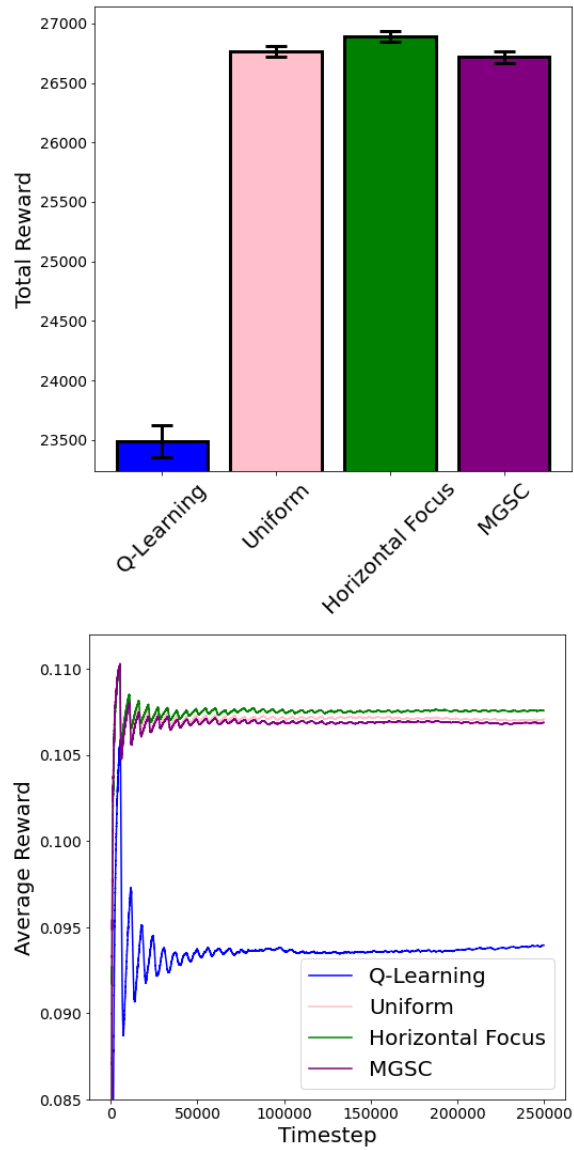 27000
26500
26000
25500
25000
24500
24000
23500
Total Reward
Q-Learning
Uniform
Horizontal Focus
MGSC
0.110
0.105
0.100
0.095
0.090
0.085
Average Reward
Q-Learning
Uniform
Horizontal Focus
MGSC
0
50000
100000
150000
200000
250000
Timestep